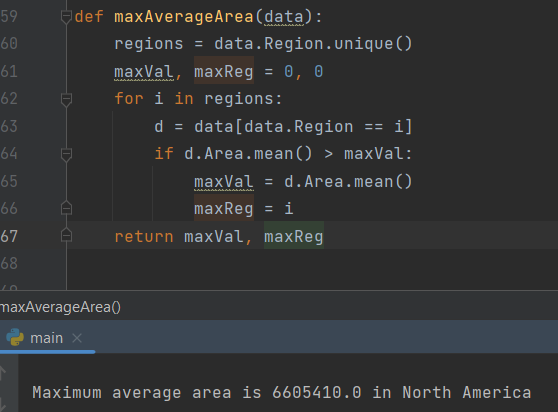 59 def maxAverageArea(data):
60 regions = data.Region.unique()
61 maxVal, maxReg = 0, 0
62 for i in regions:
63 d = data[data.Region == i]
64 if d.Area.mean() > maxVal:
65 maxVal = d.Area.mean()
66 maxReg = i
67 return maxVal, maxReg
68
maxAverageArea()
main ×
Maximum average area is 6605410.0 in North America